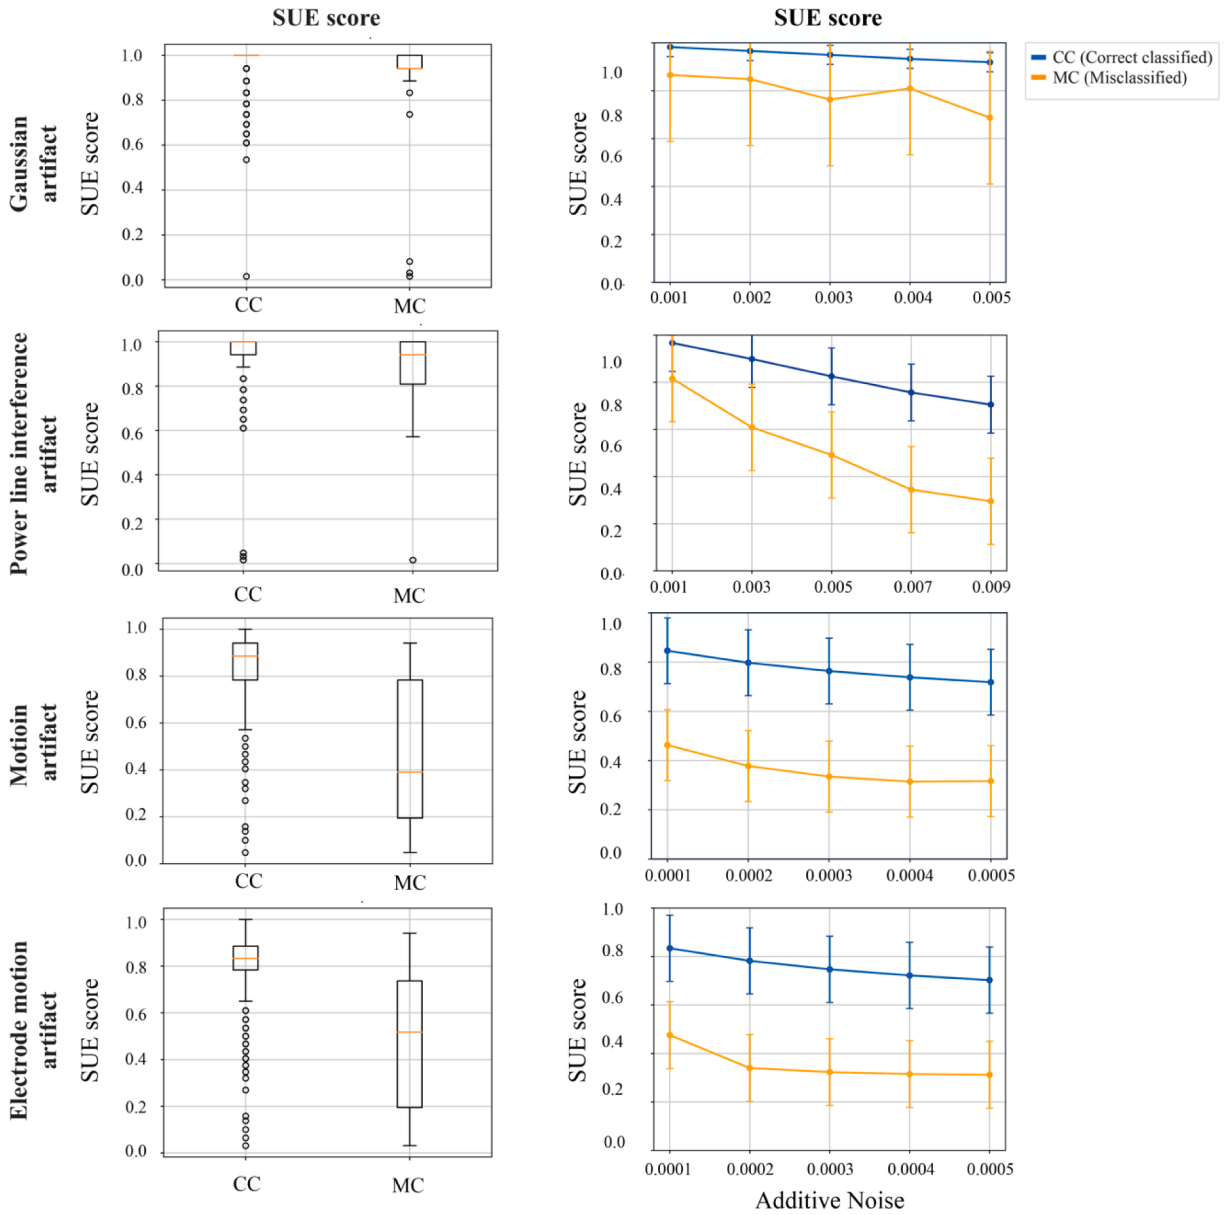 SUE score
SUE score
CC (Correct classified)
MC (Misclassified)
Gaussian
artifact
SUE score
1.0
0.8
0.6
0.4
0.2
0.0
CC
MC
SUE score
1.0
0.8
0.6
0.4
0.2
0.0
0.001
0.002
0.003
0.004
0.005
Power line interference
artifact
SUE score
1.0
0.8
0.6
0.4
0.2
0.0
CC
MC
SUE score
1.0
0.8
0.6
0.4
0.2
0.0
0.001
0.003
0.005
0.007
0.009
Motioin
artifact
SUE score
1.0
0.8
0.6
0.4
0.2
0.0
CC
MC
SUE score
1.0
0.8
0.6
0.4
0.2
0.0
0.0001
0.0002
0.0003
0.0004
0.0005
Electrode motion
artifact
SUE score
1.0
0.8
0.6
0.4
0.2
0.0
CC
MC
SUE score
1.0
0.8
0.6
0.4
0.2
0.0
0.0001
0.0002
0.0003
0.0004
0.0005
Additive Noise